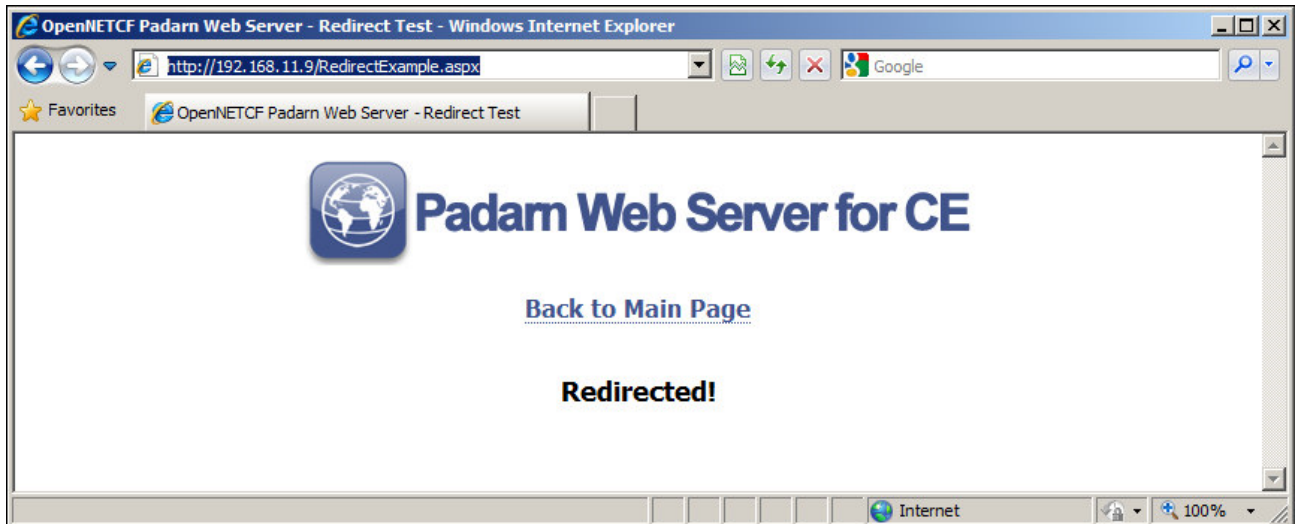 OpenNETCF Padarn Web Server - Redirect Test - Windows Internet Explorer
http://192.168.11.9/RedirectExample.aspx
Google
Favorites
OpenNETCF Padarn Web Server - Redirect Test
Padarn Web Server for CE
Back to Main Page
Redirected!
Internet
100%